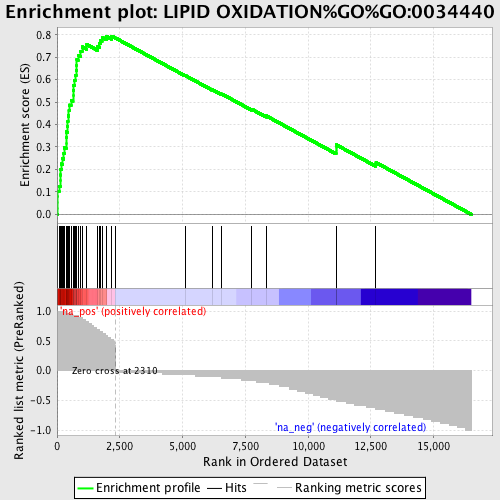 Enrichment plot: LIPID OXIDATION%GO%GO:0034440
Enrichment score (ES)
0.8
0.7
0.6
0.5
0.4
0.3
0.2
0.1
0.0
Ranked list metric (PreRanked)
1.0
0.5
0.0
-0.5
-1.0
'na_pos' (positively correlated)
Zero cross at 2310
'na_neg' (negatively correlated)
0
2,500
5,000
7,500
10,000
12,500
15,000
Rank in Ordered Dataset
Enrichment profile
Hits
Ranking metric scores